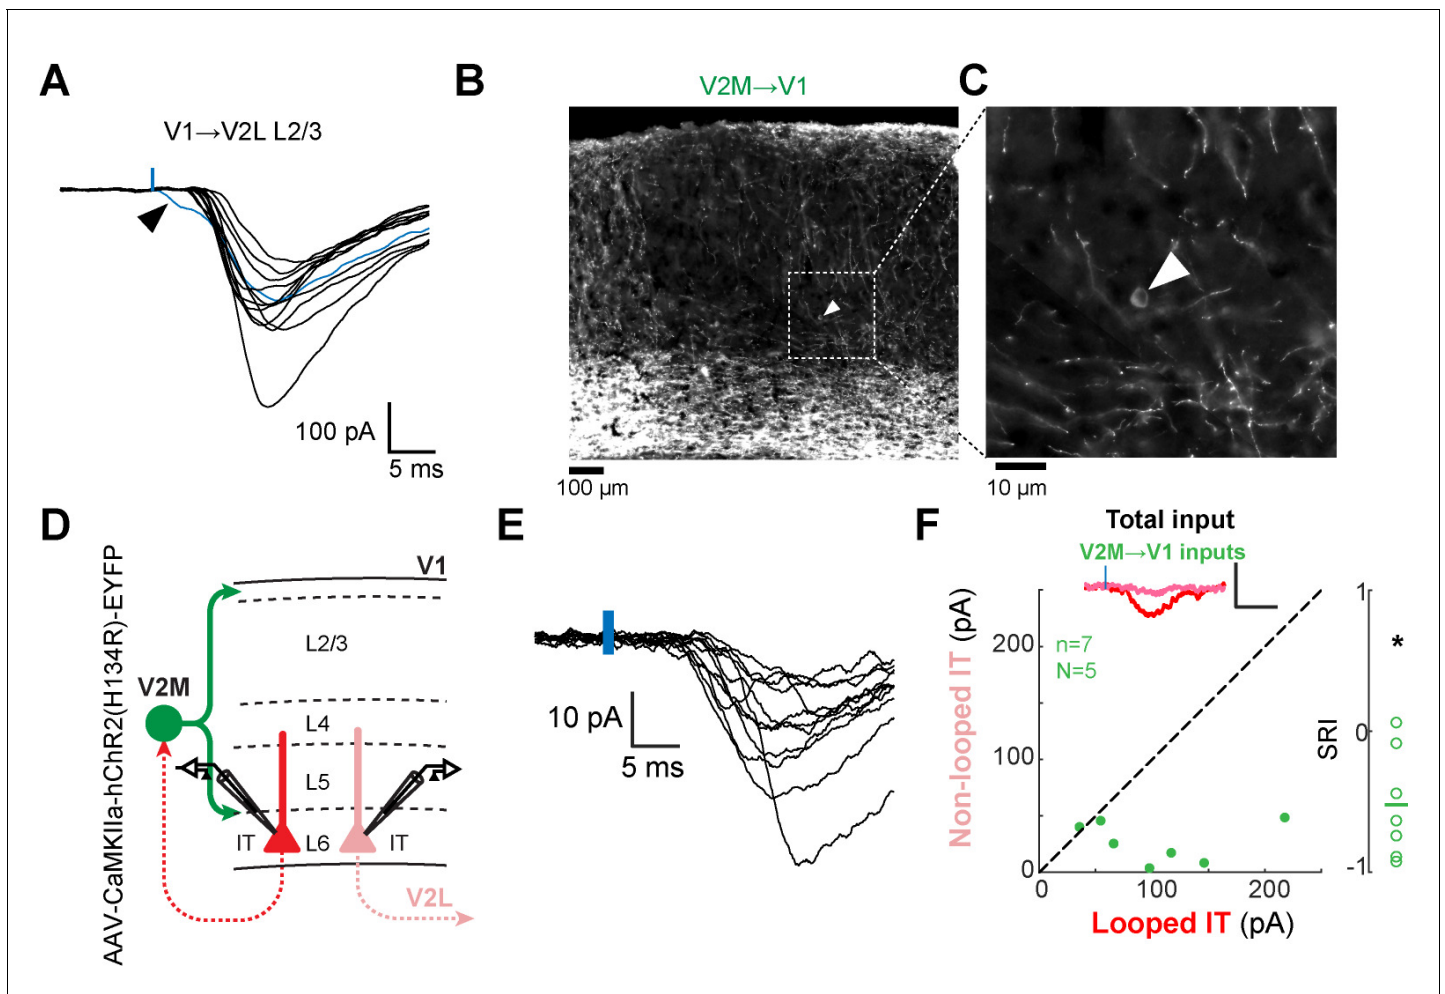 A
V1→V2L L2/3
100 pA
5 ms
B
V2M→V1
100 µm
C
10 µm
D
AAV-CaMKIIa-hChR2(H134R)-EYFP
V1
L2/3
V2M
L4
L5
IT
L6
IT
V2L
E
10 pA
5 ms
F
Total input
V2M→V1 inputs
n=7
N=5
Non-looped IT (pA)
200
100
0
0
100
200
Looped IT (pA)
SRI
1
*
0
-1